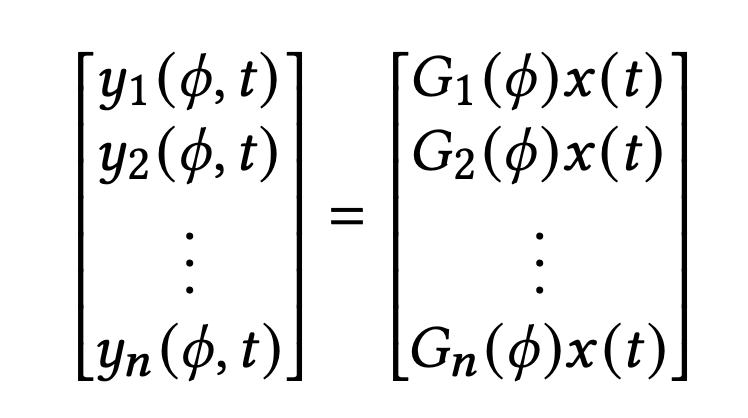 [y₁(ϕ, t)] [G₁(ϕ)x(t)]
[y₂(ϕ, t)] [G₂(ϕ)x(t)]
⋮ = ⋮
[yₙ(ϕ, t)] [Gₙ(ϕ)x(t)]